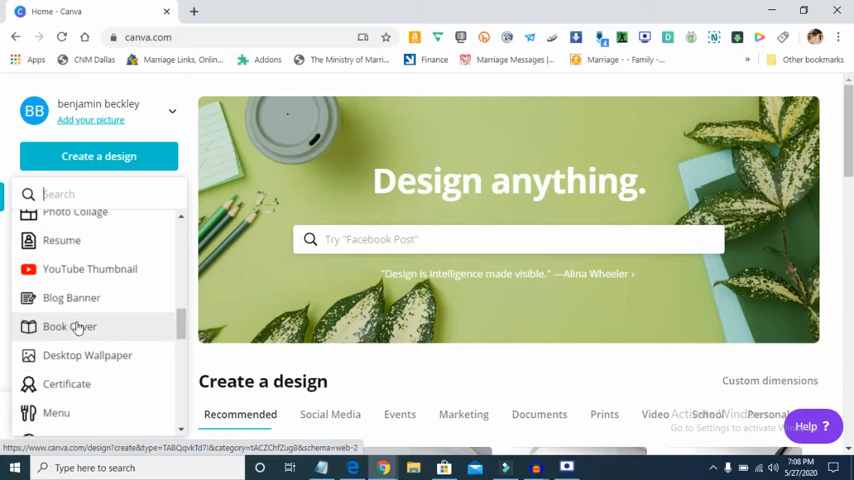 Home - Canva
canva.com
Apps
CNM Dallas
Marriage Links, Onlin...
Addons
The Ministry of Marri...
Finance
Marriage Messages |...
Marriage - - Family -...
»
Other bookmarks
BB
benjamin beckley
Add your picture
Create a design
Search
Photo Collage
Resume
YouTube Thumbnail
Blog Banner
Book Cover
Desktop Wallpaper
Certificate
Menu
Design anything.
Try "Facebook Post"
"Design is intelligence made visible." —Alina Wheeler ›
Create a design
Custom dimensions
Recommended
Social Media
Events
Marketing
Documents
Prints
Video
School
Personal
Activate Windows
Go to Settings to activate
Help ?
https://www.canva.com/design?create&type=TABQqvkTd7I&category=tACZChfZug8&schema=web-2
Type here to search
7:08 PM
5/27/2020